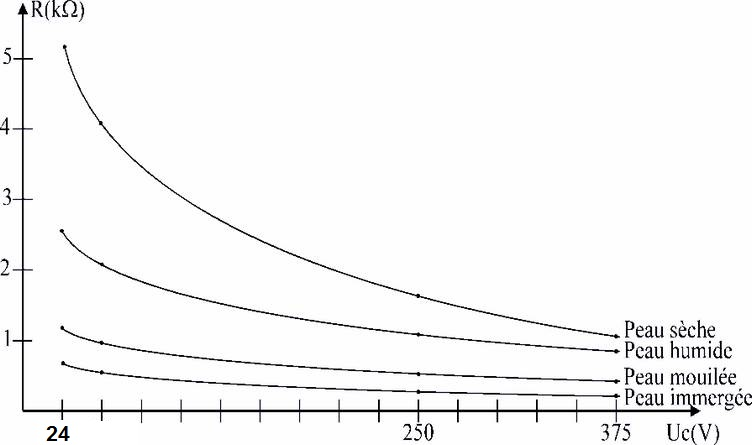 R(kΩ)
5
4
3
2
1
Peau sèche
Peau humide
Peau mouilée
Peau immergée
24
250
375
Uc(V)